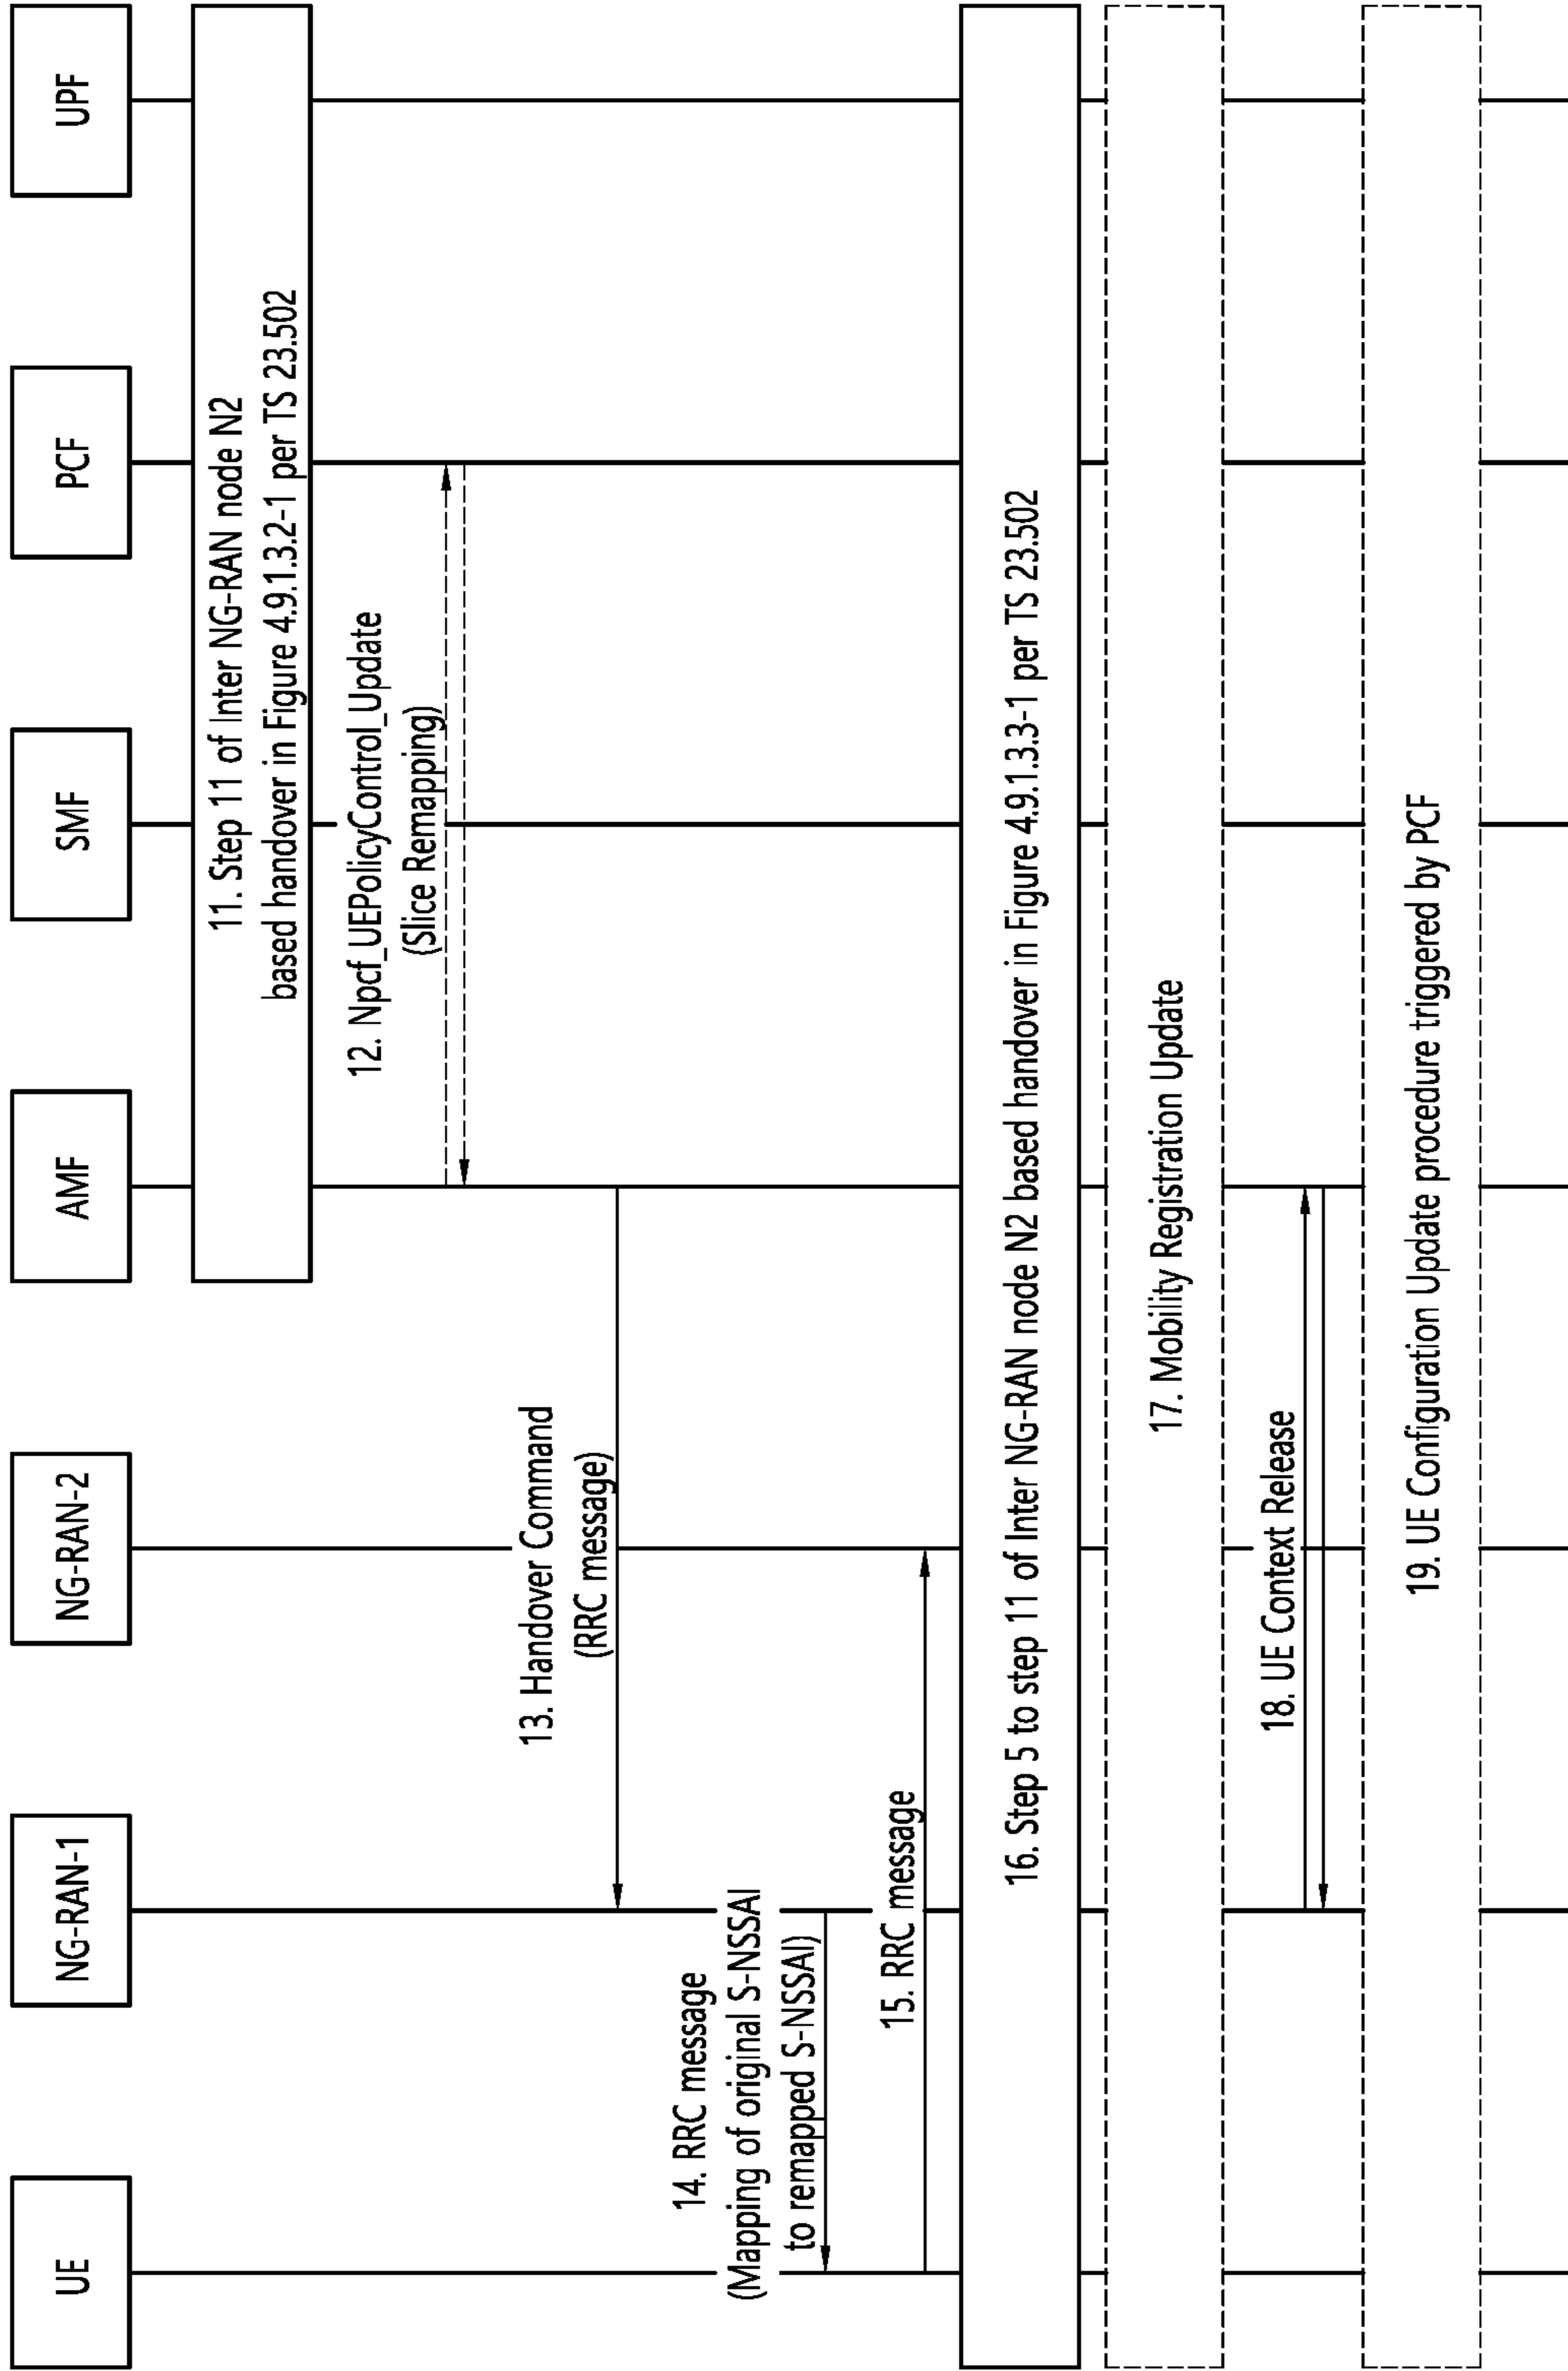 UE
NG-RAN-1
NG-RAN-2
AMF
SMF
PCF
UPF
11. Step 11 of Inter NG-RAN node N2
based handover in Figure 4.9.1.3.2-1 per TS 23.502
12. Npcf_UEPolicyControl_Update
(Slice Remapping)
13. Handover Command
(RRC message)
14. RRC message
(Mapping of original S-NSSAI
to remapped S-NSSAI)
15. RRC message
16. Step 5 to step 11 of Inter NG-RAN node N2 based handover in Figure 4.9.1.3.3-1 per TS 23.502
17. Mobility Registration Update
18. UE Context Release
19. UE Configuration Update procedure triggered by PCF